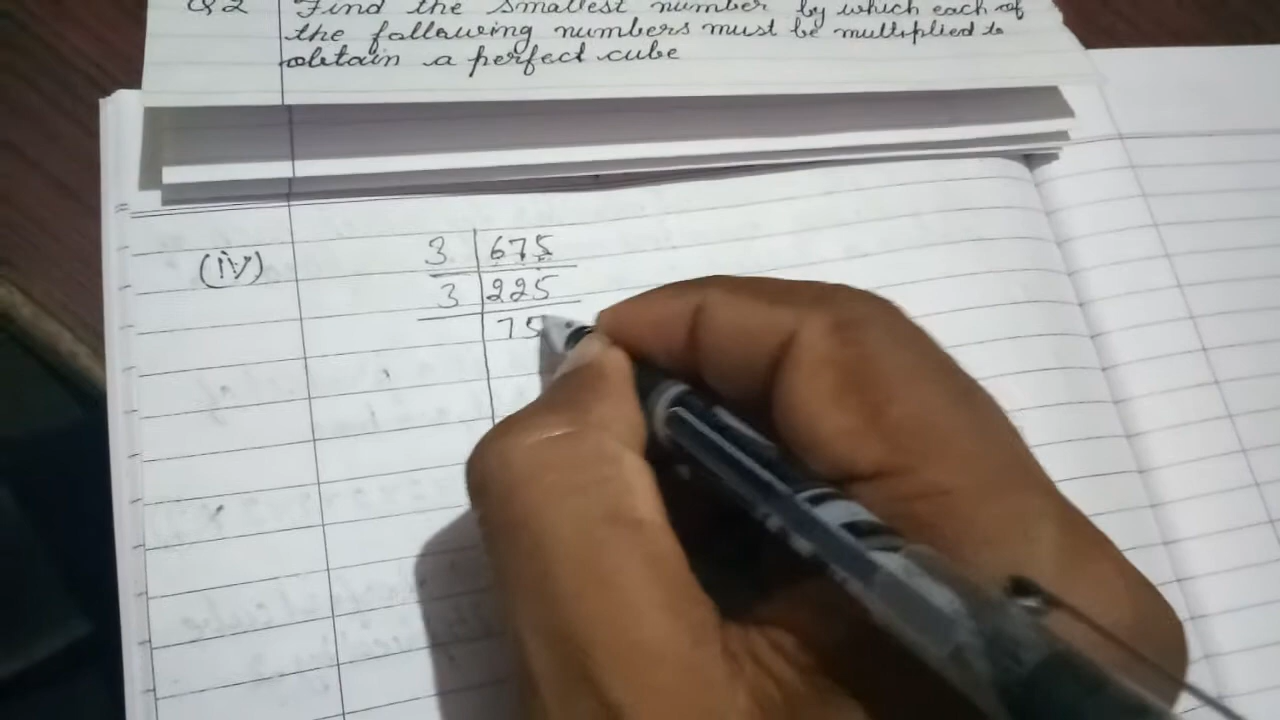 Q2 Find the smallest number by which each of
the following numbers must be multiplied to
obtain a perfect cube
(iv) 3 675
3 225
75